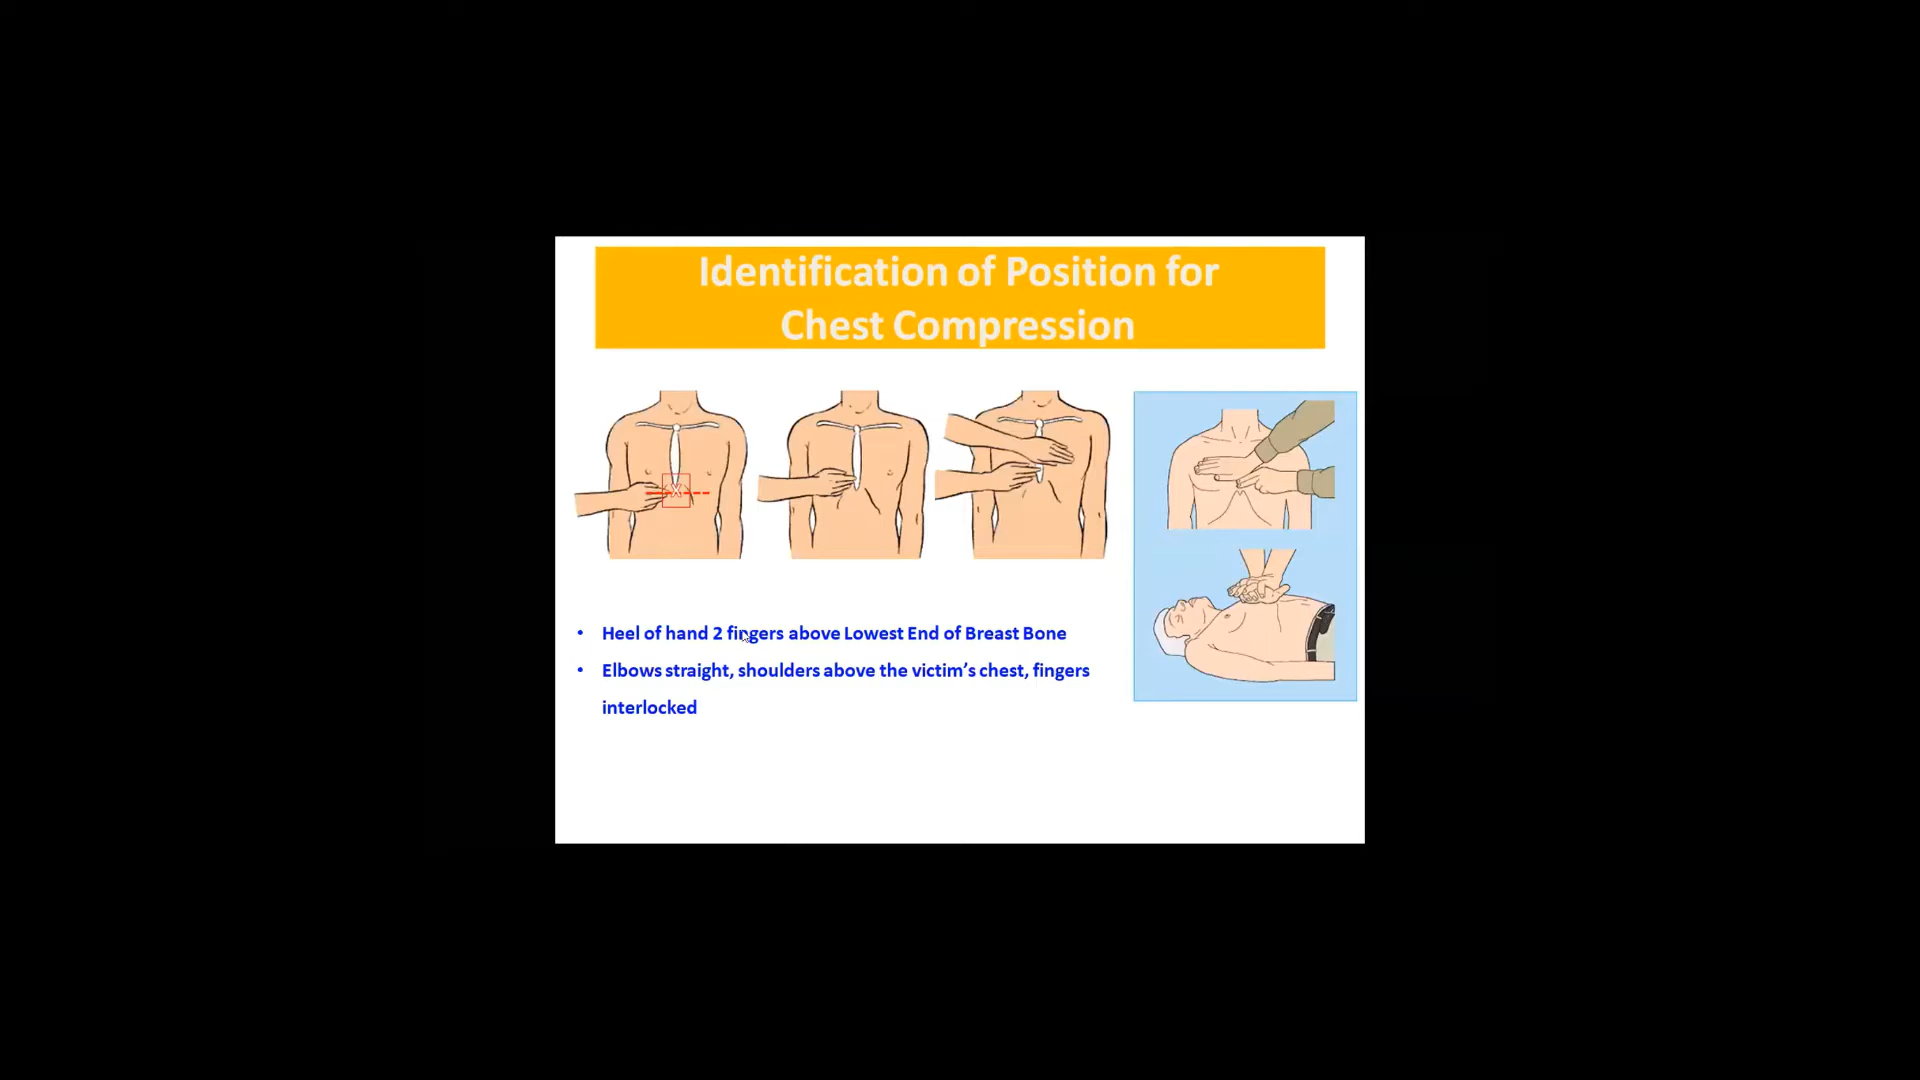 Identification of Position for
Chest Compression
X
• Heel of hand 2 fingers above Lowest End of Breast Bone
• Elbows straight, shoulders above the victim’s chest, fingers
interlocked